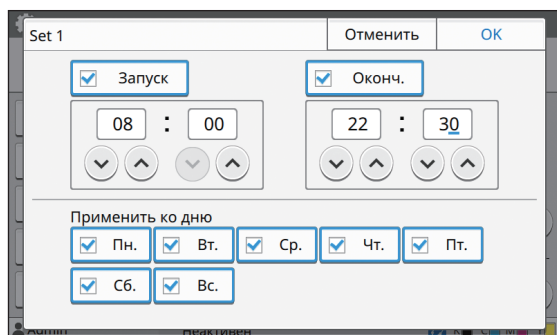 Set 1 Отменить OK
Запуск Оконч.
08 : 00 22 : 30
Применить ко дню
Пн. Вт. Ср. Чт. Пт.
Сб. Вс.
Admin Неактивен K C M